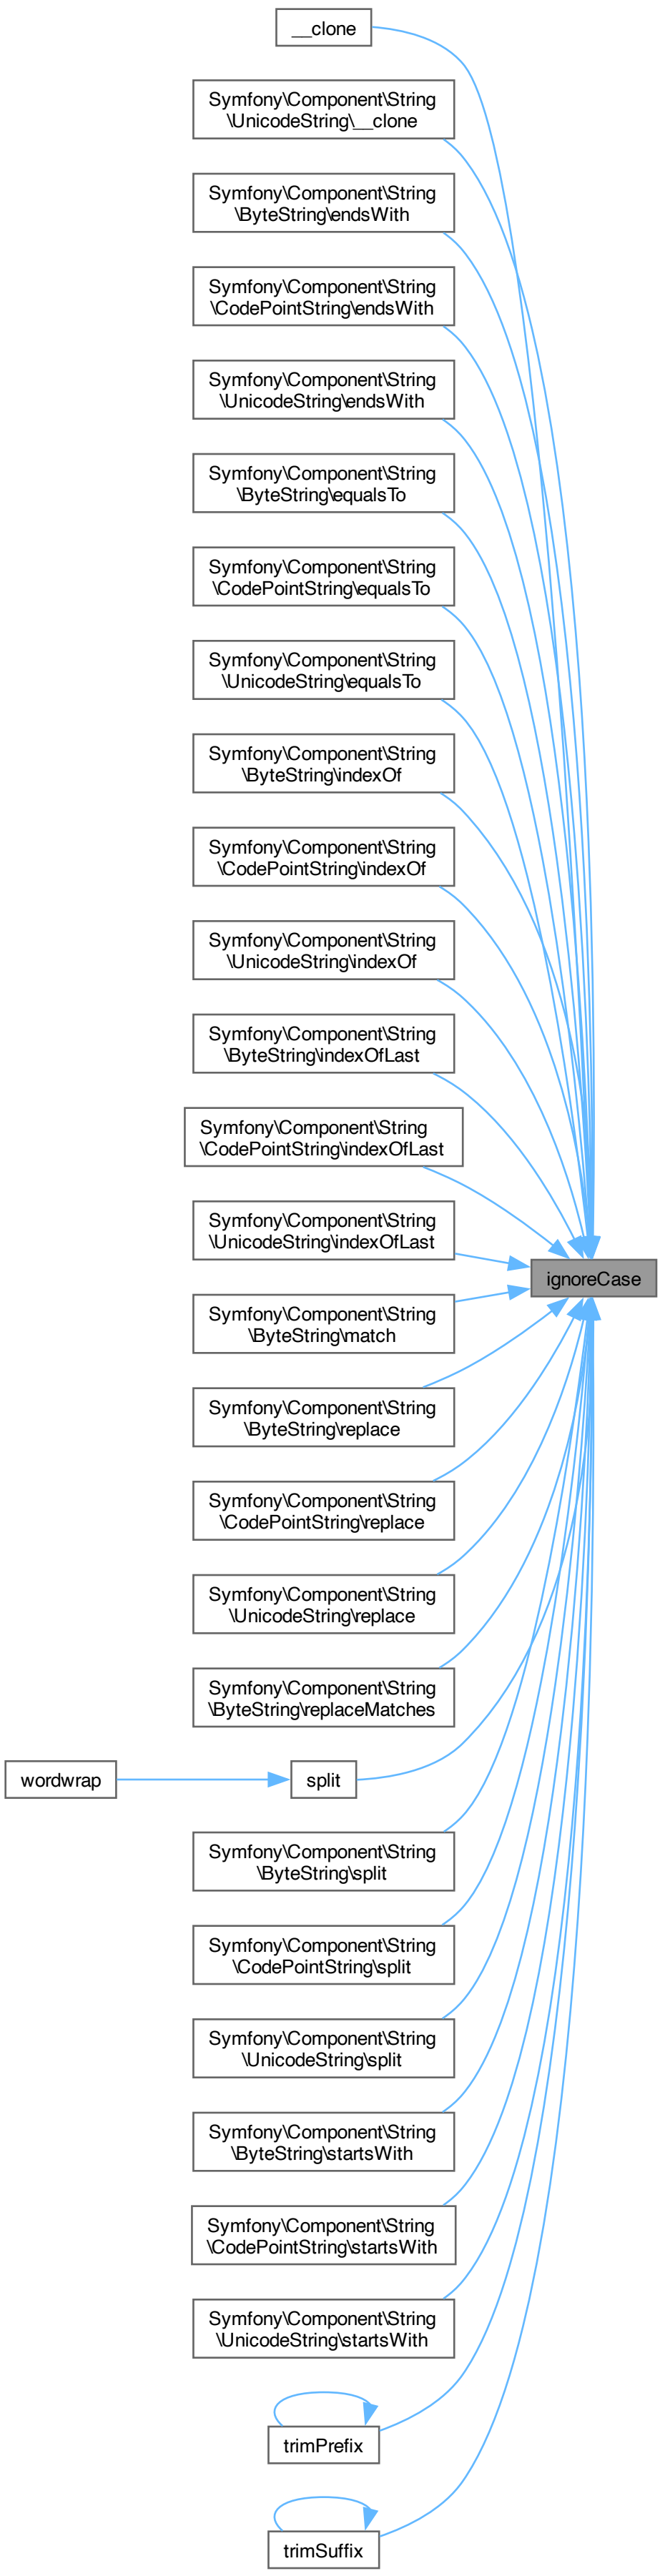 __clone
Symfony\Component\String
\UnicodeString\__clone
Symfony\Component\String
\ByteString\endsWith
Symfony\Component\String
\CodePointString\endsWith
Symfony\Component\String
\UnicodeString\endsWith
Symfony\Component\String
\ByteString\equalsTo
Symfony\Component\String
\CodePointString\equalsTo
Symfony\Component\String
\UnicodeString\equalsTo
Symfony\Component\String
\ByteString\indexOf
Symfony\Component\String
\CodePointString\indexOf
Symfony\Component\String
\UnicodeString\indexOf
Symfony\Component\String
\ByteString\indexOfLast
Symfony\Component\String
\CodePointString\indexOfLast
Symfony\Component\String
\UnicodeString\indexOfLast
ignoreCase
Symfony\Component\String
\ByteString\match
Symfony\Component\String
\ByteString\replace
Symfony\Component\String
\CodePointString\replace
Symfony\Component\String
\UnicodeString\replace
Symfony\Component\String
\ByteString\replaceMatches
wordwrap
split
Symfony\Component\String
\ByteString\split
Symfony\Component\String
\CodePointString\split
Symfony\Component\String
\UnicodeString\split
Symfony\Component\String
\ByteString\startsWith
Symfony\Component\String
\CodePointString\startsWith
Symfony\Component\String
\UnicodeString\startsWith
trimPrefix
trimSuffix